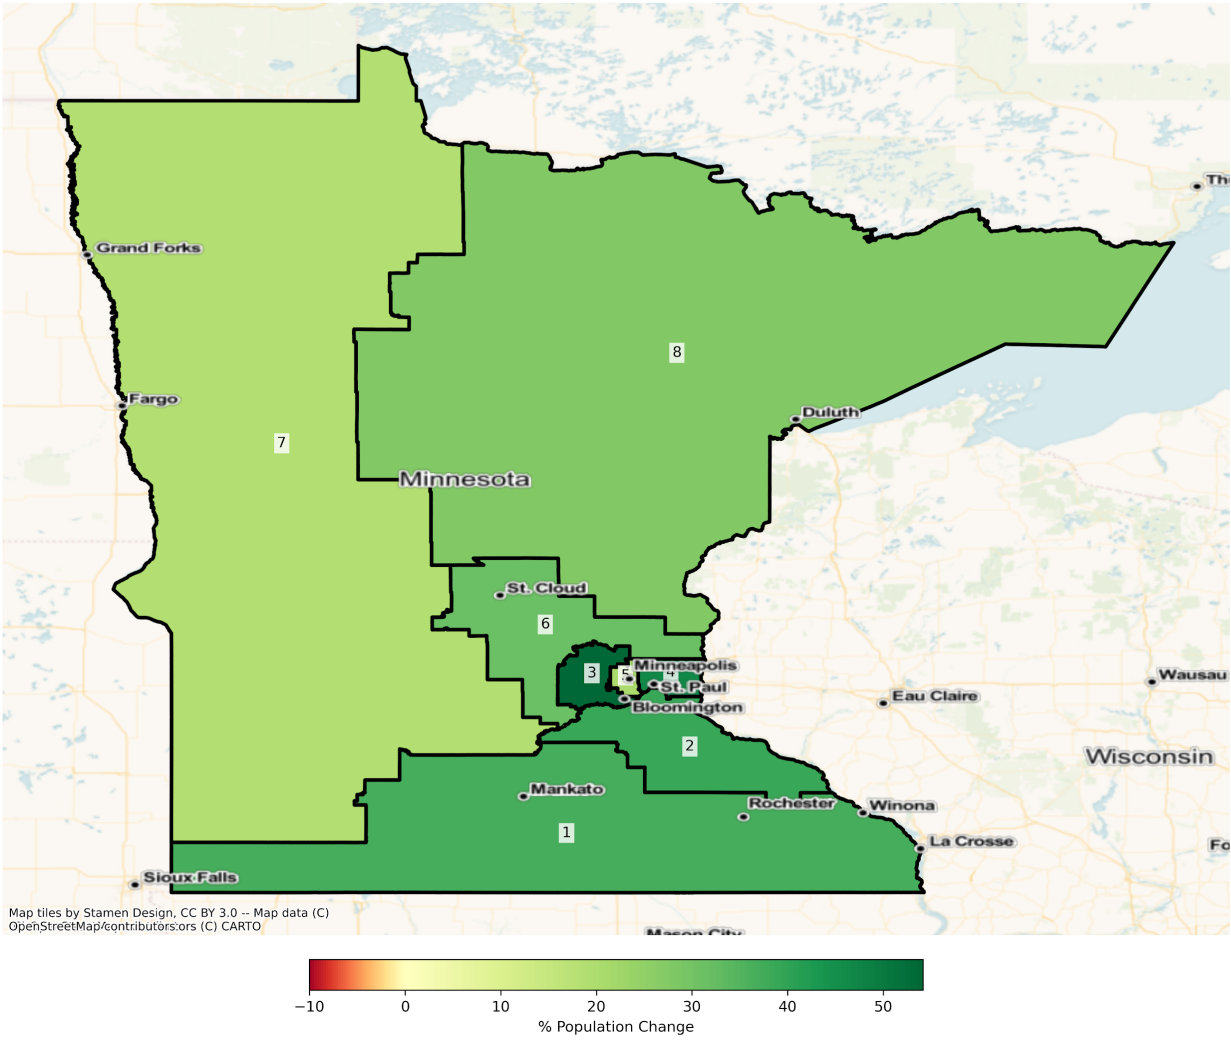 Th
Grand Forks
8
Fargo
Duluth
7
Minnesota
St. Cloud
6
3
5
Minneapolis
4
St. Paul
Wausau
Eau Claire
Bloomington
2
Wisconsin
Mankato
Rochester
Winona
1
La Crosse
Fo
Sioux Falls
Map tiles by Stamen Design, CC BY 3.0 -- Map data (C)
OpenStreetMap contributors (C) CARTO
Mason City
−10 0 10 20 30 40 50
% Population Change